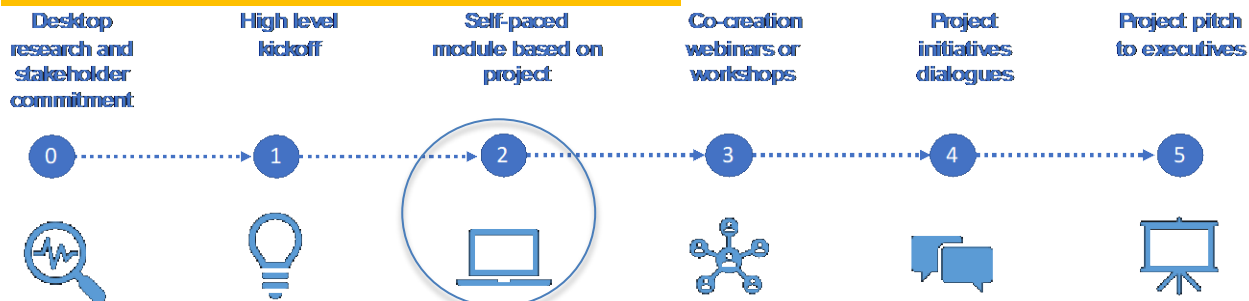 Desktop
research and
stakeholder
commitment
High level
kickoff
Self-paced
module based on
project
Co-creation
webinars or
workshops
Project
initiatives
dialogues
Project pitch
to executives
0
1
2
3
4
5